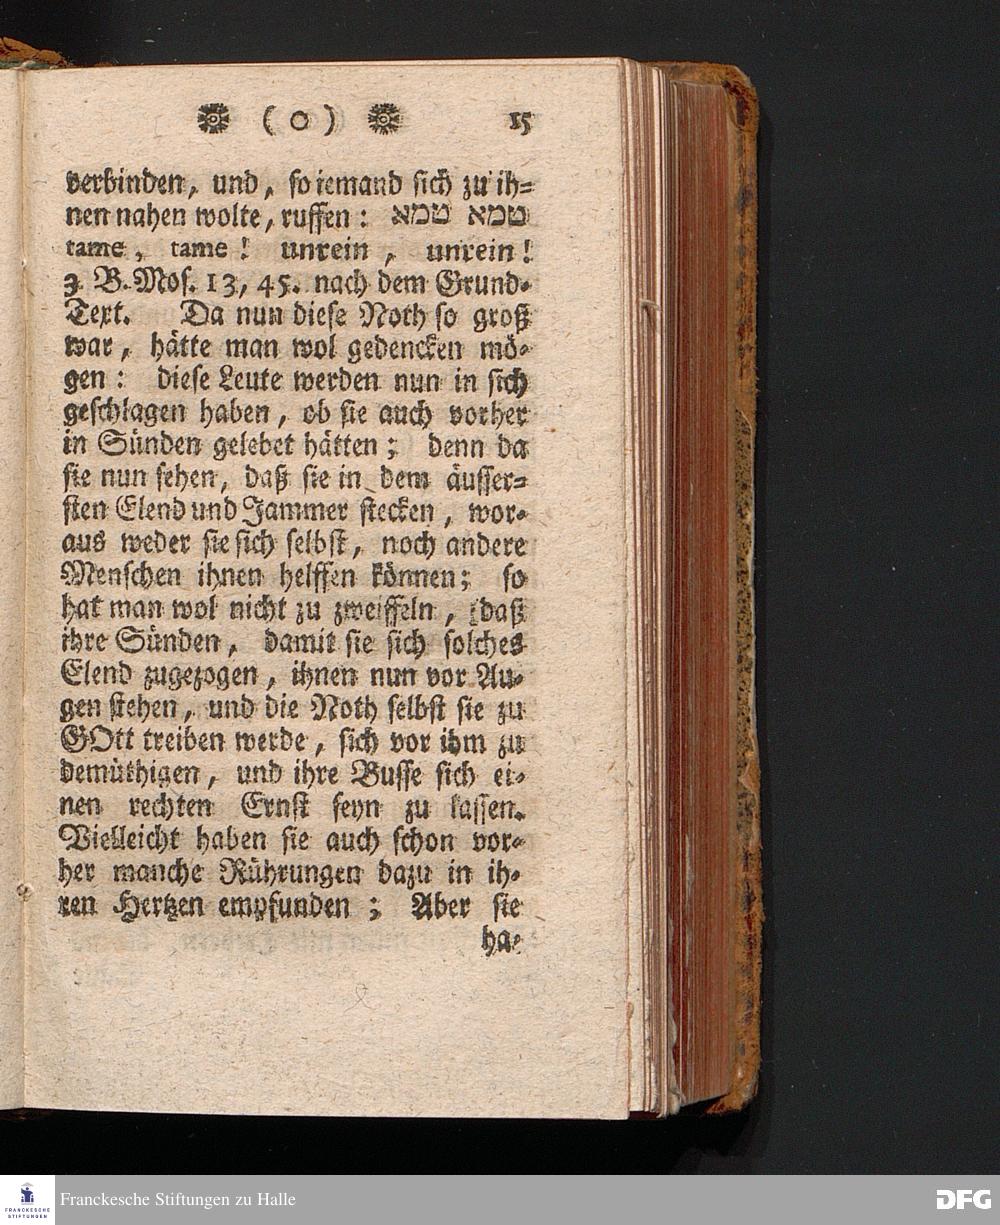 ❋ ( o ) ❋ 15
verbinden, und, so iemand sich zu ih=
nen nahen wolte, ruffen: טמא טמא
tame, tame! unrein, unrein!
3. B. Mos. 13, 45. nach dem Grund=
Text. Da nun diese Noth so groß
war, hätte man wol gedencken mö=
gen: diese Leute werden nun in sich
geschlagen haben, ob sie auch vorher
in Sünden gelebet hätten; denn da
sie nun sehen, daß sie in dem äusser=
sten Elend und Jammer stecken, wor=
aus weder sie sich selbst, noch andere
Menschen ihnen helffen können; so
hat man wol nicht zu zweiffeln, daß
ihre Sünden, damit sie sich solches
Elend zugezogen, ihnen nun vor Au=
gen stehen, und die Noth selbst sie zu
GOtt treiben werde, sich vor ihm zu
demüthigen, und ihre Busse sich ei=
nen rechten Ernst seyn zu lassen.
Vielleicht haben sie auch schon vor=
her manche Rührungen dazu in ih=
ren Hertzen empfunden; Aber sie
ha=
FRANCKESCHE
STIFTUNGEN
Franckesche Stiftungen zu Halle
DFG